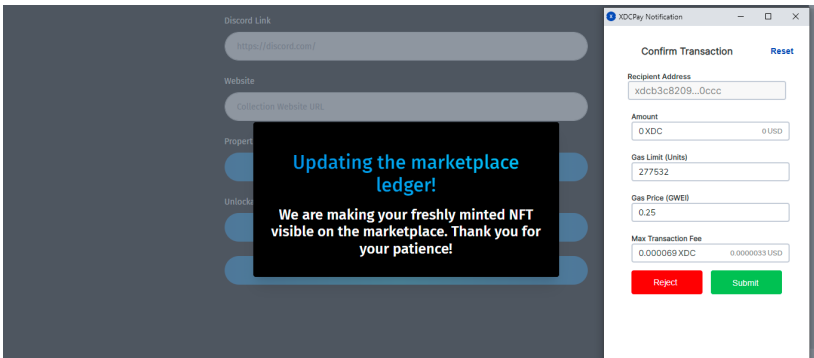 Discord Link
https://discord.com/
Website
Collection Website URL
Updating the marketplace
ledger!
We are making your freshly minted NFT
visible on the marketplace. Thank you for
your patience!
XDCPay Notification
Confirm Transaction
Reset
Recipient Address
xdcb3c8209...0ccc
Amount
0 XDC
0 USD
Gas Limit (Units)
277532
Gas Price (GWEI)
0.25
Max Transaction Fee
0.000069 XDC
0.0000033 USD
Reject
Submit